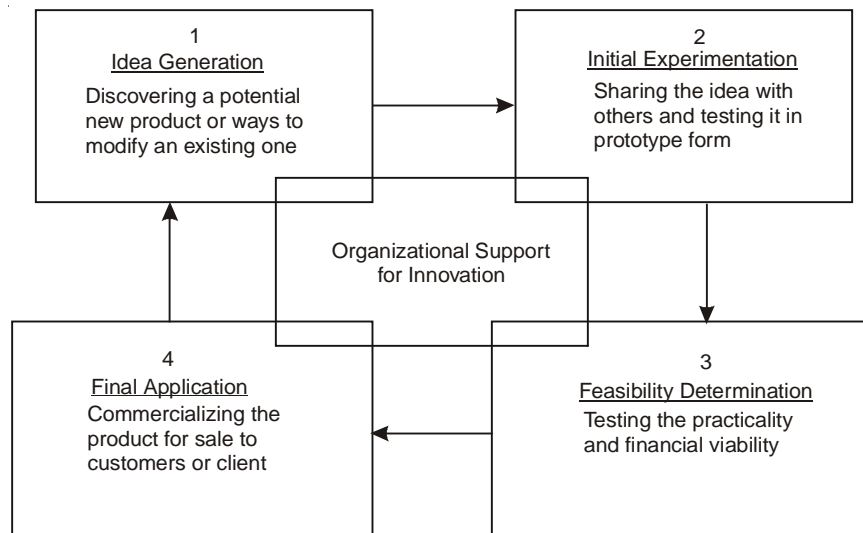 1
Idea Generation
Discovering a potential
new product or ways to
modify an existing one
2
Initial Experimentation
Sharing the idea with
others and testing it in
prototype form
Organizational Support
for Innovation
3
Feasibility Determination
Testing the practicality
and financial viability
4
Final Application
Commercializing the
product for sale to
customers or client